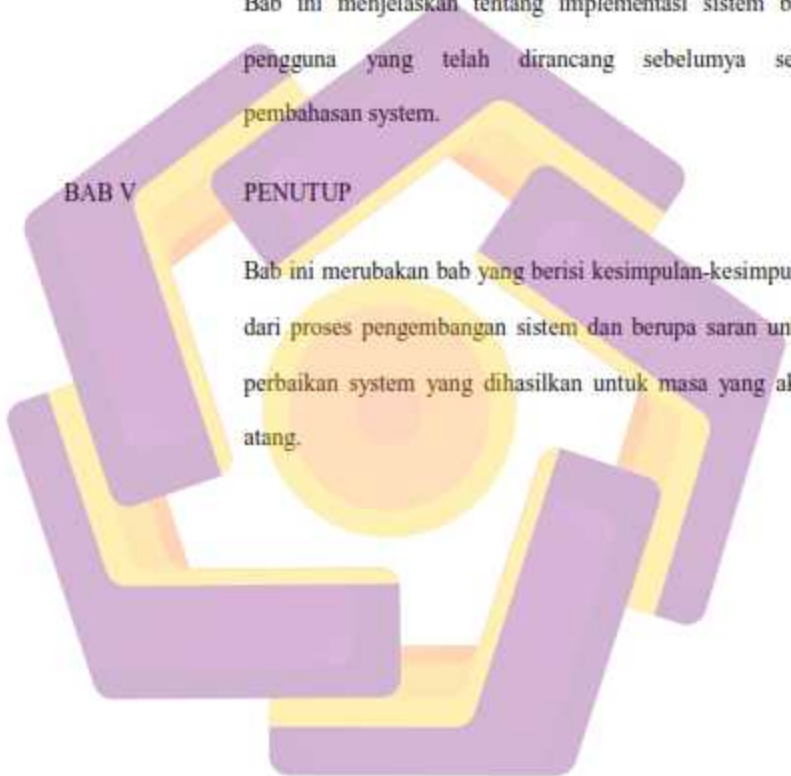 Bab ini menjelaskan tentang implementasi sistem
pengguna yang telah dirancang sebelumya
pembahasan system.
BAB V PENUTUP
Bab ini merubakan bab yang berisi kesimpulan-kesimpu
dari proses pengembangan sistem dan berupa saran
perbaikan system yang dihasilkan untuk masa yang
atang.